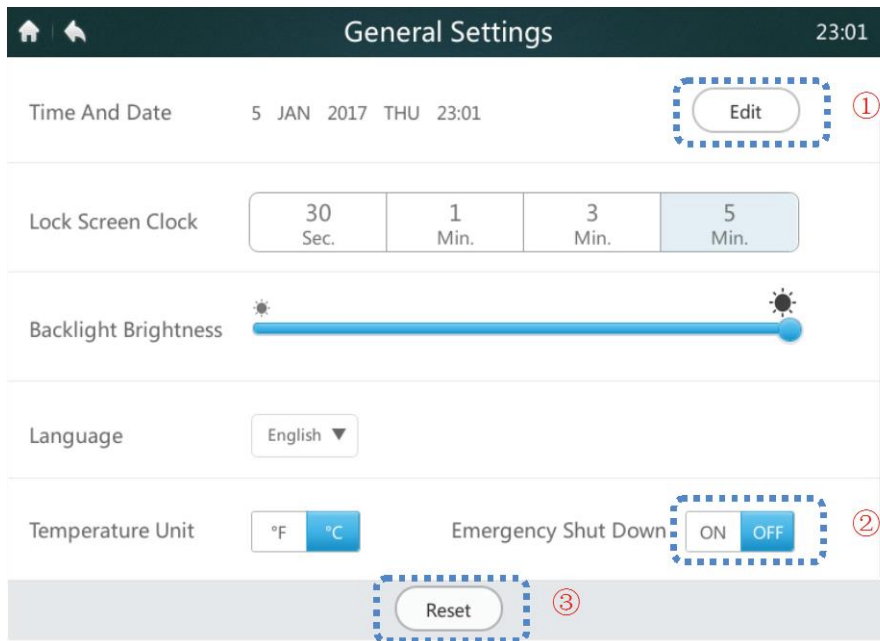 General Settings 23:01
Time And Date 5 JAN 2017 THU 23:01 Edit ①
Lock Screen Clock 30 Sec. 1 Min. 3 Min. 5 Min.
Backlight Brightness
Language English ▼
Temperature Unit °F °C Emergency Shut Down ON OFF ②
Reset ③